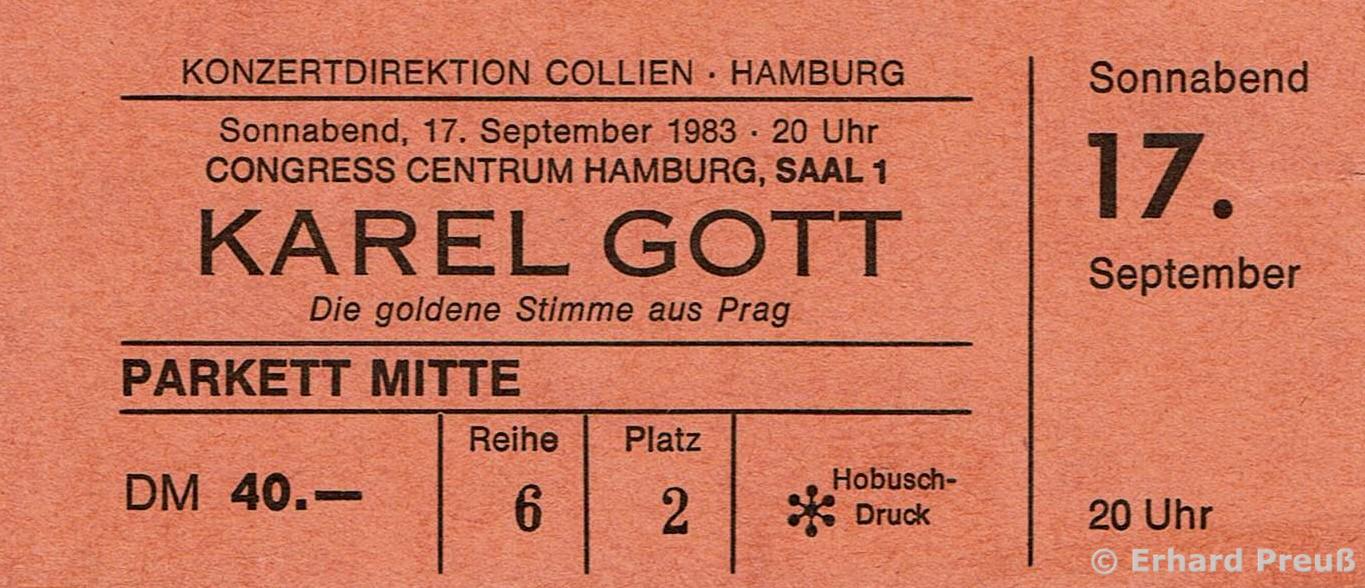 KONZERTDIREKTION COLLIEN · HAMBURG
Sonnabend, 17. September 1983 · 20 Uhr
CONGRESS CENTRUM HAMBURG, SAAL 1
KAREL GOTT
Die goldene Stimme aus Prag
PARKETT MITTE
DM 40.—
Reihe
6
Platz
2
Hobusch-
Druck
Sonnabend
17.
September
20 Uhr
© Erhard Preuß